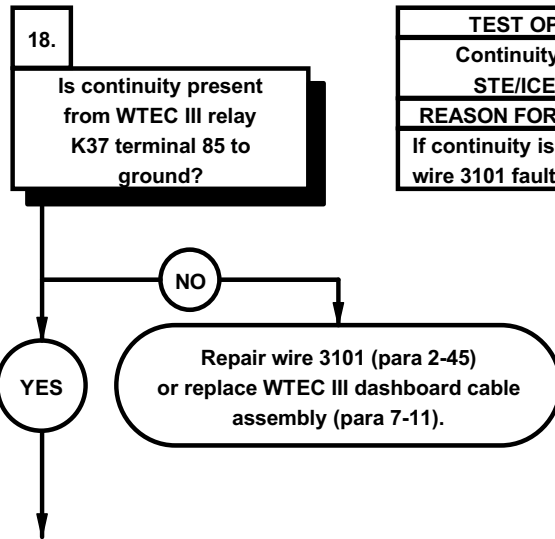 18.
Is continuity present
from WTEC III relay
K37 terminal 85 to
ground?
TEST OP
Continuity
STE/ICE
REASON FOR
If continuity is
wire 3101 fault
NO
YES
Repair wire 3101 (para 2-45)
or replace WTEC III dashboard cable
assembly (para 7-11).